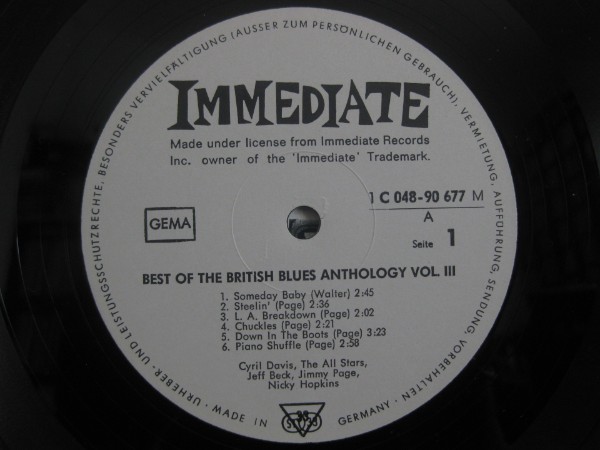 URHEBER- UND LEISTUNGSSCHUTZRECHTE, BESONDERS VERVIELFÄLTIGUNG (AUSSER ZUM PERSÖNLICHEN GEBRAUCH), VERMIETUNG, AUFFÜHRUNG, SENDUNG, VORBEHALTEN
IMMEDIATE
Made under license from Immediate Records
Inc. owner of the 'Immediate' Trademark.
GEMA
1 C 048-90 677 M
A
Seite 1
BEST OF THE BRITISH BLUES ANTHOLOGY VOL. III
1. Someday Baby (Walter) 2:45
2. Steelin' (Page) 2:36
3. L. A. Breakdown (Page) 2:02
4. Chuckles (Page) 2:21
5. Down In The Boots (Page) 3:23
6. Piano Shuffle (Page) 2:58
Cyril Davis, The All Stars,
Jeff Beck, Jimmy Page,
Nicky Hopkins
MADE IN GERMANY
33